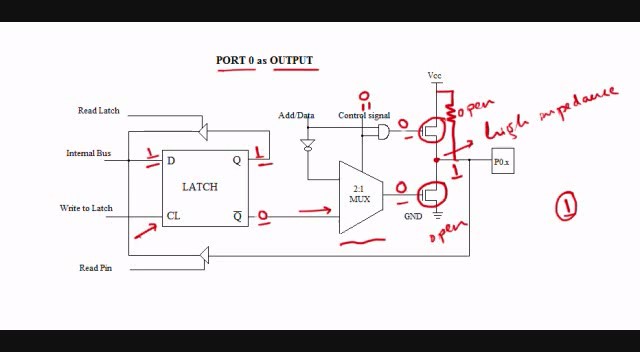 PORT 0 as OUTPUT
Vcc
0
open
high impedance
Read Latch
Add/Data
Control signal
0
Internal Bus
1
D
Q
1
1
P0.x
LATCH
2:1
MUX
0
1
Write to Latch
CL
Q
0
GND
open
Read Pin